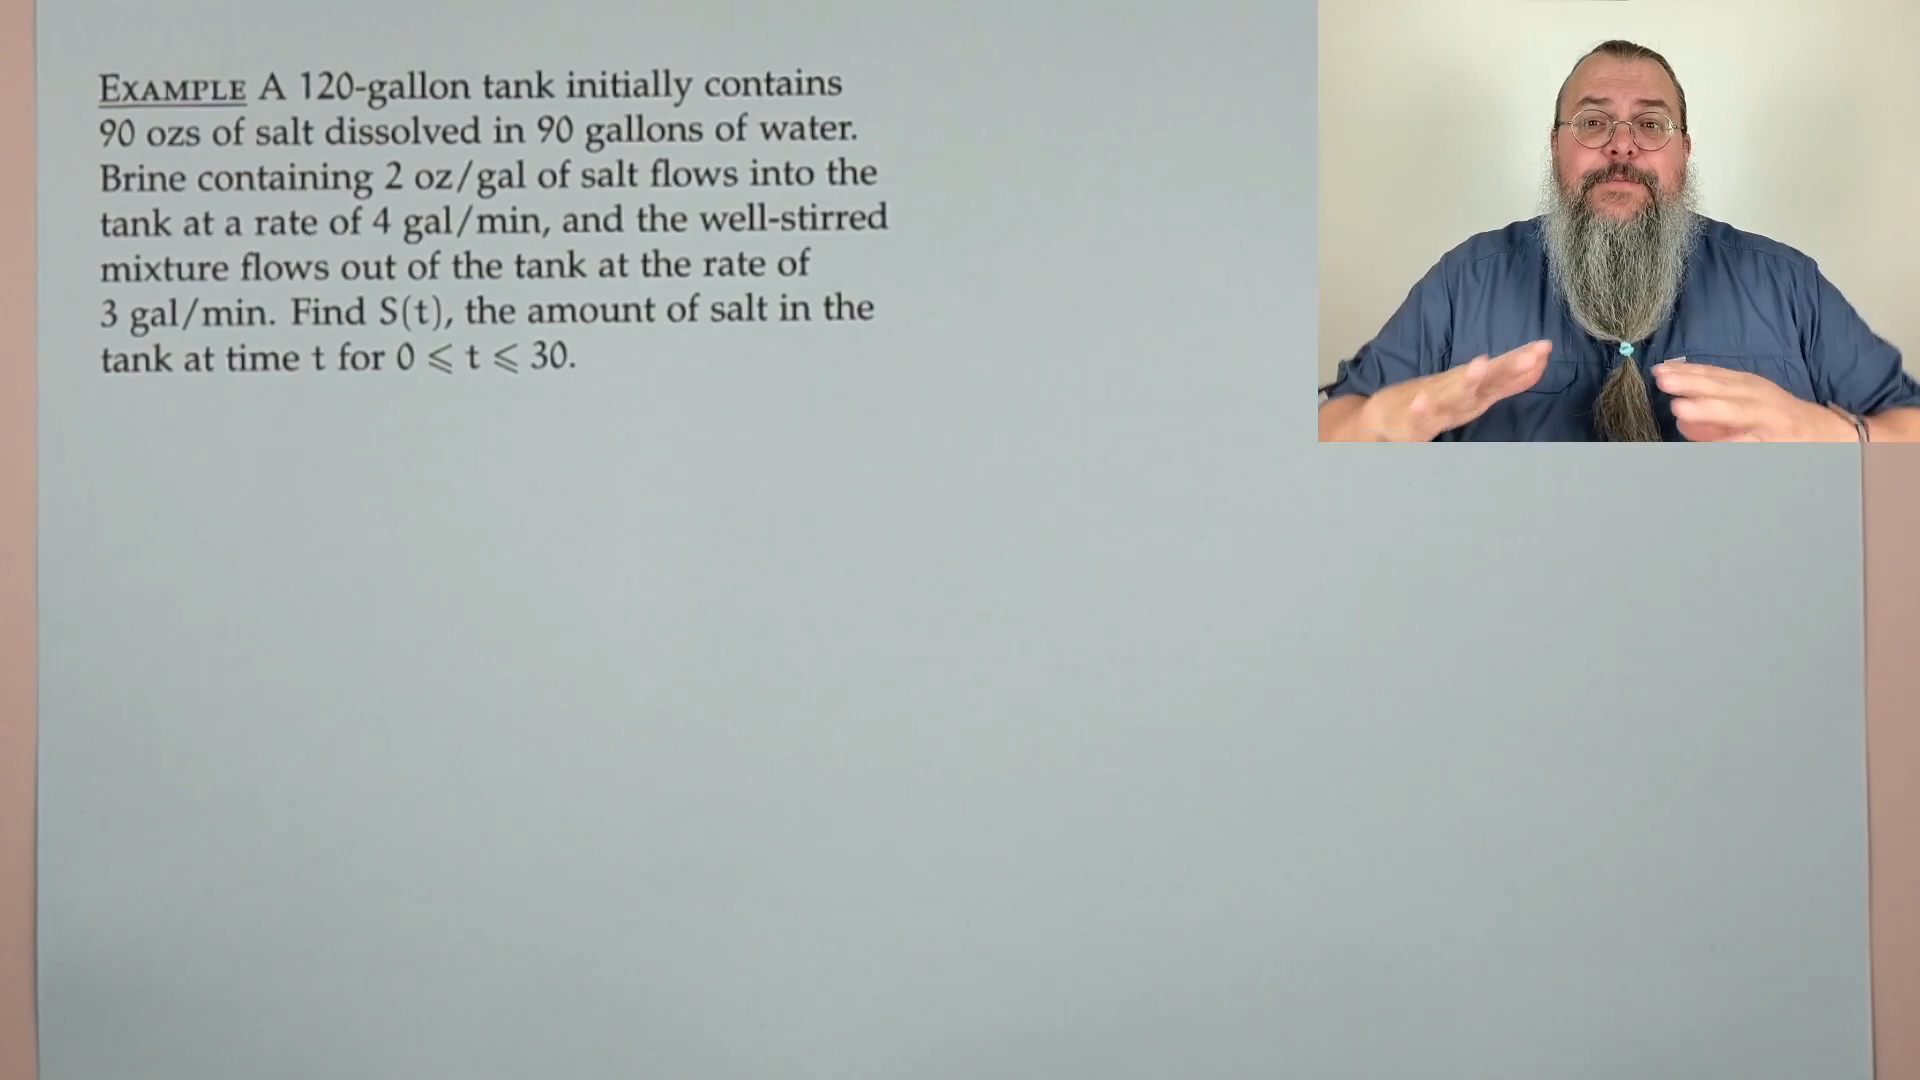 EXAMPLE A 120-gallon tank initially contains
90 ozs of salt dissolved in 90 gallons of water.
Brine containing 2 oz/gal of salt flows into the
tank at a rate of 4 gal/min, and the well-stirred
mixture flows out of the tank at the rate of
3 gal/min. Find S(t), the amount of salt in the
tank at time t for 0 ⩽ t ⩽ 30.